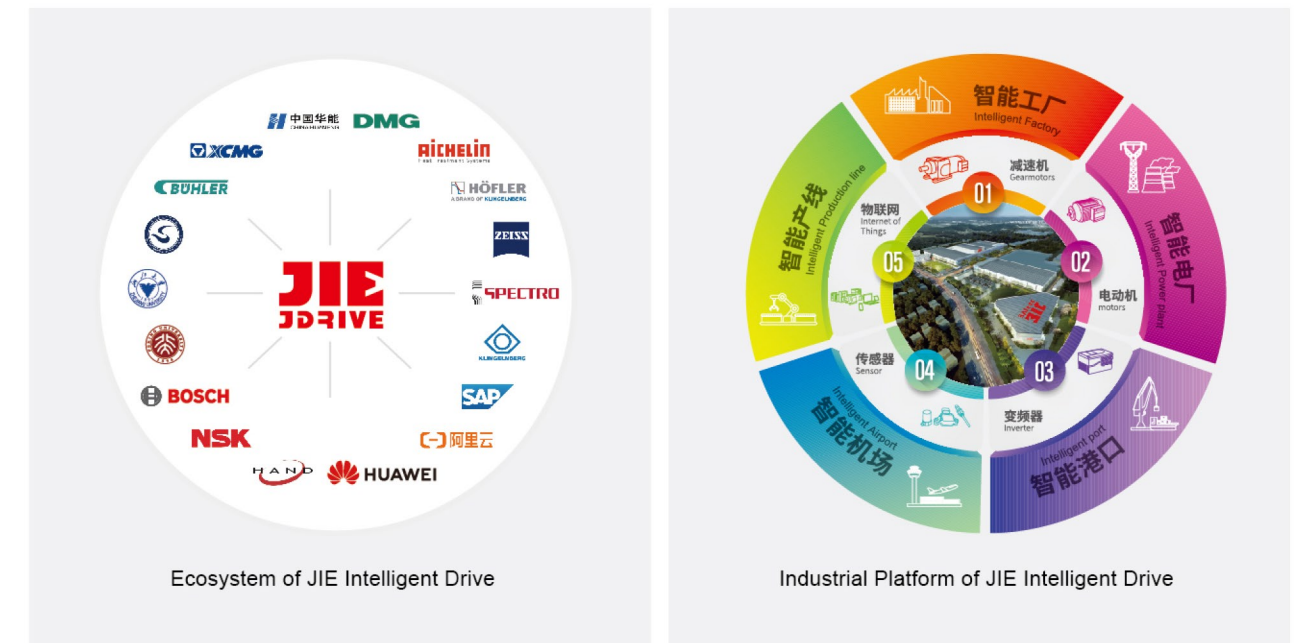 中国华能
DMG
XCMG
AICHELIN
Heat Treatment Systems
BÜHLER
HÖFLER
A BRAND OF KLINGELNBERG
ZEISS
JIE
JDRIVE
SPECTRO
KLINGELNBERG
BOSCH
SAP
NSK
阿里云
HAND
HUAWEI
Ecosystem of JIE Intelligent Drive
智能工厂
Intelligent Factory
减速机
Gearmotors
01
智能电厂
Intelligent Power plant
02
电动机
motors
智能港口
Intelligent port
03
变频器
Inverter
智能机场
Intelligent Airport
04
传感器
Sensor
智能产线
Intelligent Production line
05
物联网
Internet of
Things
JIE
Industrial Platform of JIE Intelligent Drive